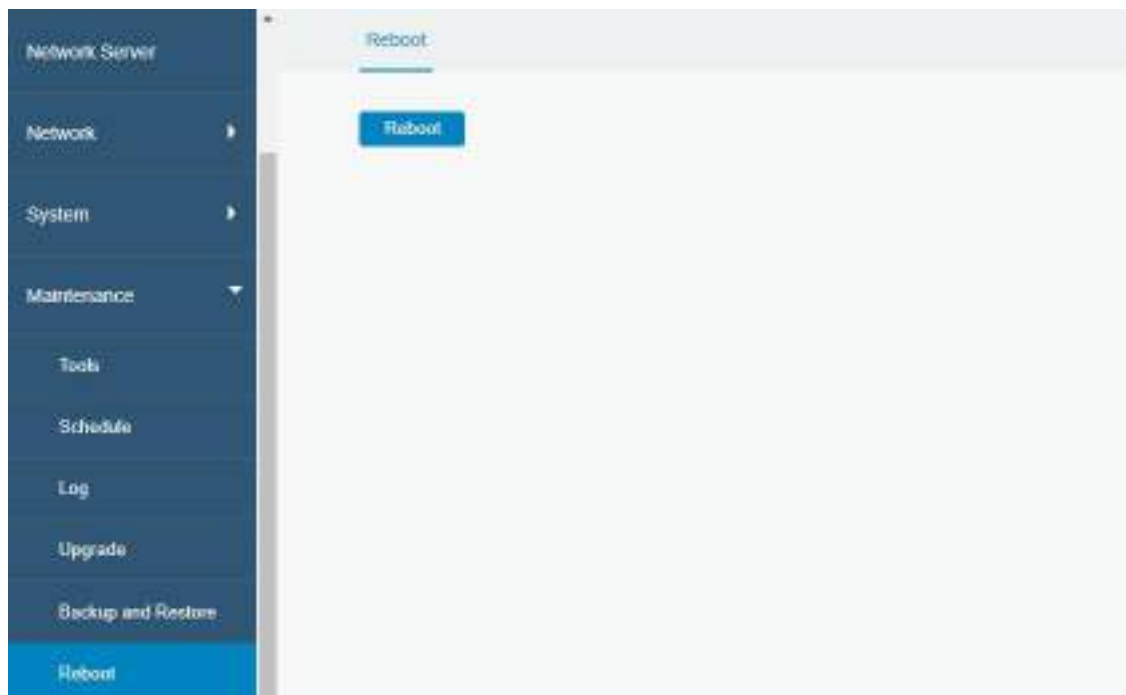 Network Server
Network
System
Maintenance
Tools
Schedule
Log
Upgrade
Backup and Restore
Reboot
Reboot
Reboot